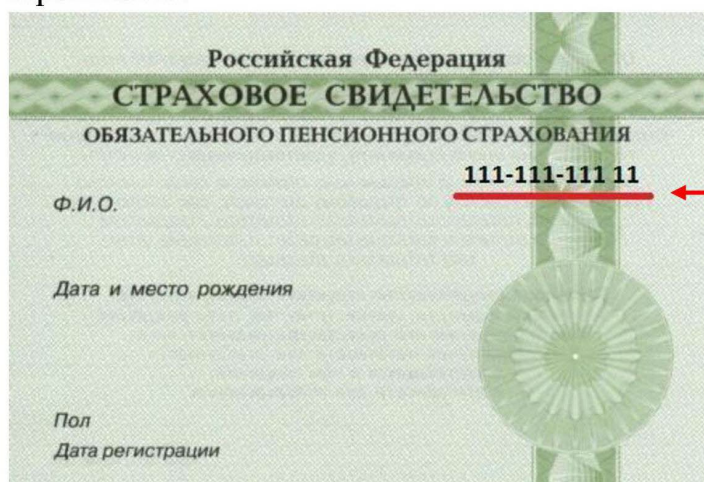 Российская Федерация
СТРАХОВОЕ СВИДЕТЕЛЬСТВО
ОБЯЗАТЕЛЬНОГО ПЕНСИОННОГО СТРАХОВАНИЯ
111-111-111 11
Ф.И.О.
Дата и место рождения
Пол
Дата регистрации